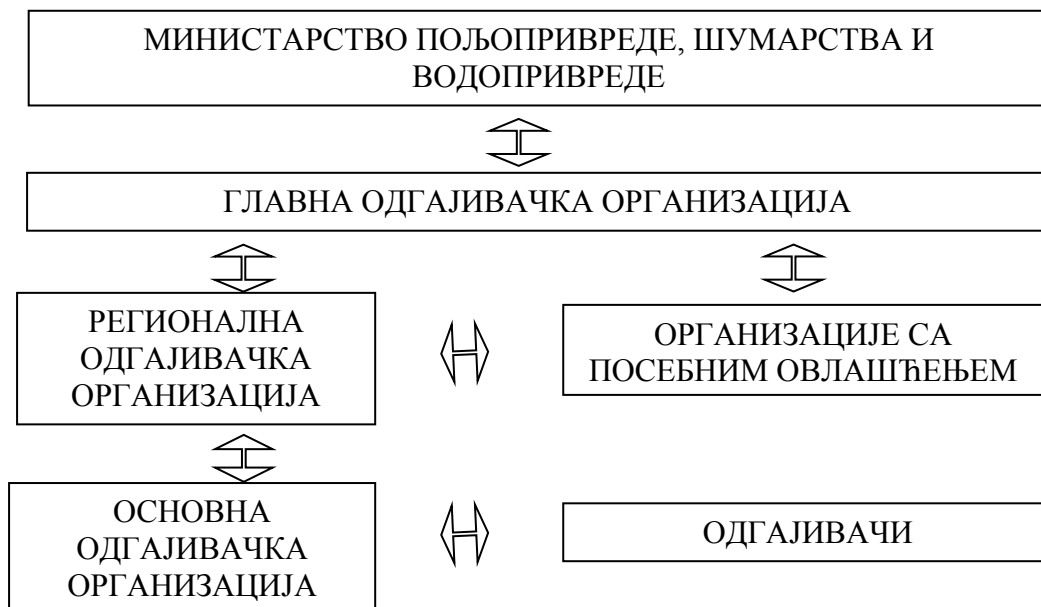 МИНИСТАРСТВО ПОЉОПРИВРЕДЕ, ШУМАРСТВА И
ВОДОПРИВРЕДЕ
ГЛАВНА ОДГАЈИВАЧКА ОРГАНИЗАЦИЈА
РЕГИОНАЛНА
ОДГАЈИВАЧКА
ОРГАНИЗАЦИЈА
ОРГАНИЗАЦИЈЕ СА
ПОСЕБНИМ ОВЛАШЋЕЊЕМ
ОСНОВНА
ОДГАЈИВАЧКА
ОРГАНИЗАЦИЈА
ОДГАЈИВАЧИ